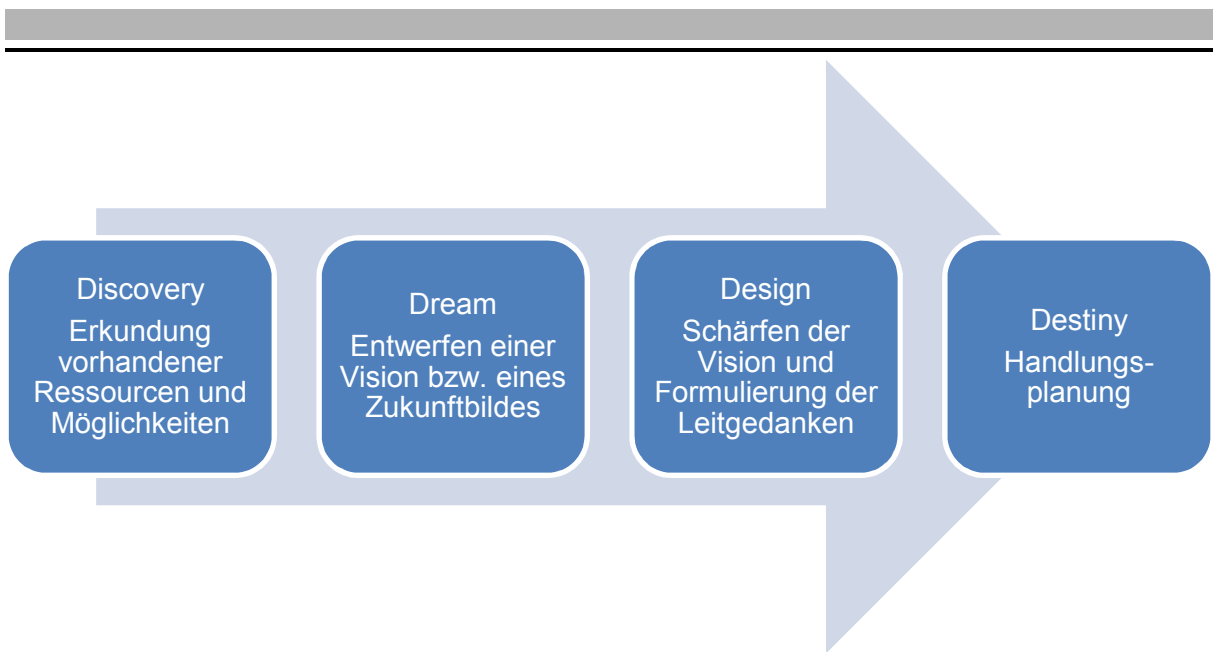 Discovery
Erkundung
vorhandener
Ressourcen und
Möglichkeiten
Dream
Entwerfen einer
Vision bzw. eines
Zukunftbildes
Design
Schärfen der
Vision und
Formulierung der
Leitgedanken
Destiny
Handlungs-
planung